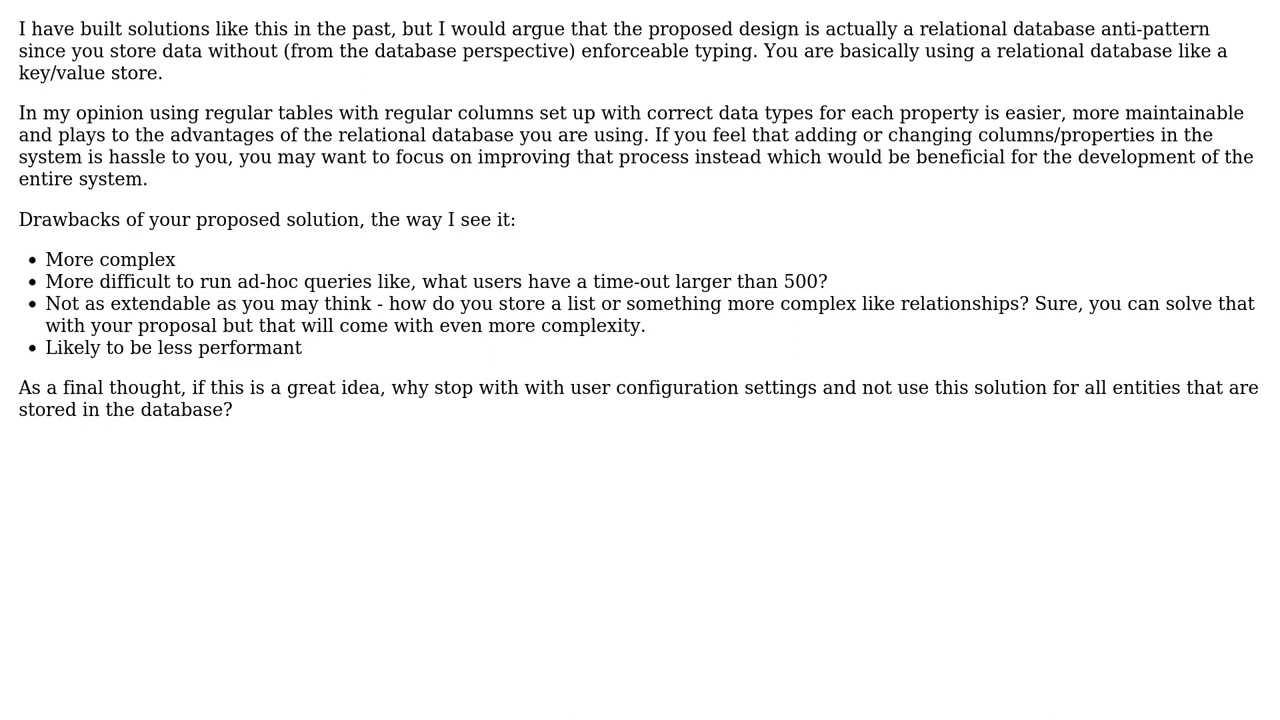 I have built solutions like this in the past, but I would argue that the proposed design is actually a relational database anti-pattern
since you store data without (from the database perspective) enforceable typing. You are basically using a relational database like a
key/value store.
In my opinion using regular tables with regular columns set up with correct data types for each property is easier, more maintainable
and plays to the advantages of the relational database you are using. If you feel that adding or changing columns/properties in the
system is hassle to you, you may want to focus on improving that process instead which would be beneficial for the development of the
entire system.
Drawbacks of your proposed solution, the way I see it:
• More complex
• More difficult to run ad-hoc queries like, what users have a time-out larger than 500?
• Not as extendable as you may think - how do you store a list or something more complex like relationships? Sure, you can solve that
with your proposal but that will come with even more complexity.
• Likely to be less performant
As a final thought, if this is a great idea, why stop with with user configuration settings and not use this solution for all entities that are
stored in the database?